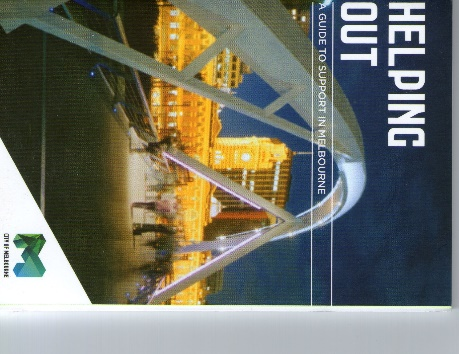 HELPING
OUT
A GUIDE TO SUPPORT IN MELBOURNE
CITY OF MELBOURNE